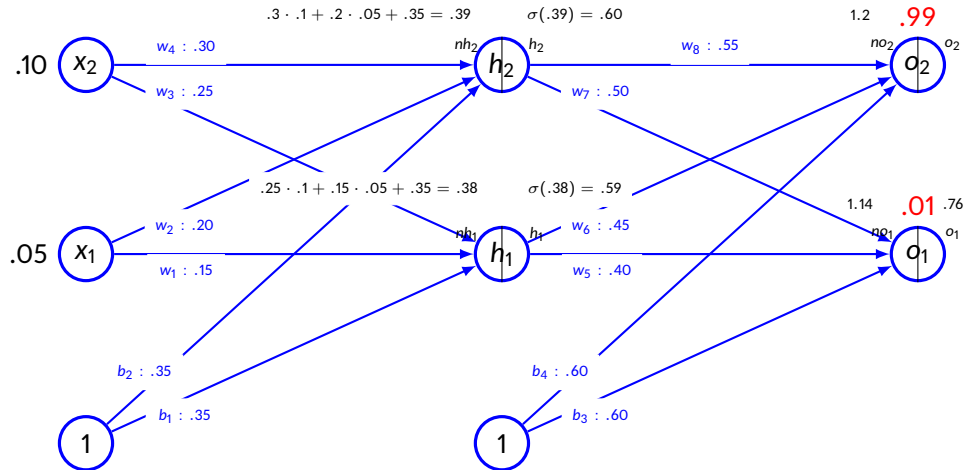 .3 · .1 + .2 · .05 + .35 = .39 σ(.39) = .60 1.2 .99
w4 : .30 nh2 h2 w8 : .55 no2 o2
.10 x2 h2 o2
w3 : .25 w7 : .50
.25 · .1 + .15 · .05 + .35 = .38 σ(.38) = .59 1.14 .01 .76
w2 : .20 nh1 h1 w6 : .45 no1 o1
.05 x1 h1 o1
w1 : .15 w5 : .40
b2 : .35 b4 : .60
b1 : .35 b3 : .60
1 1